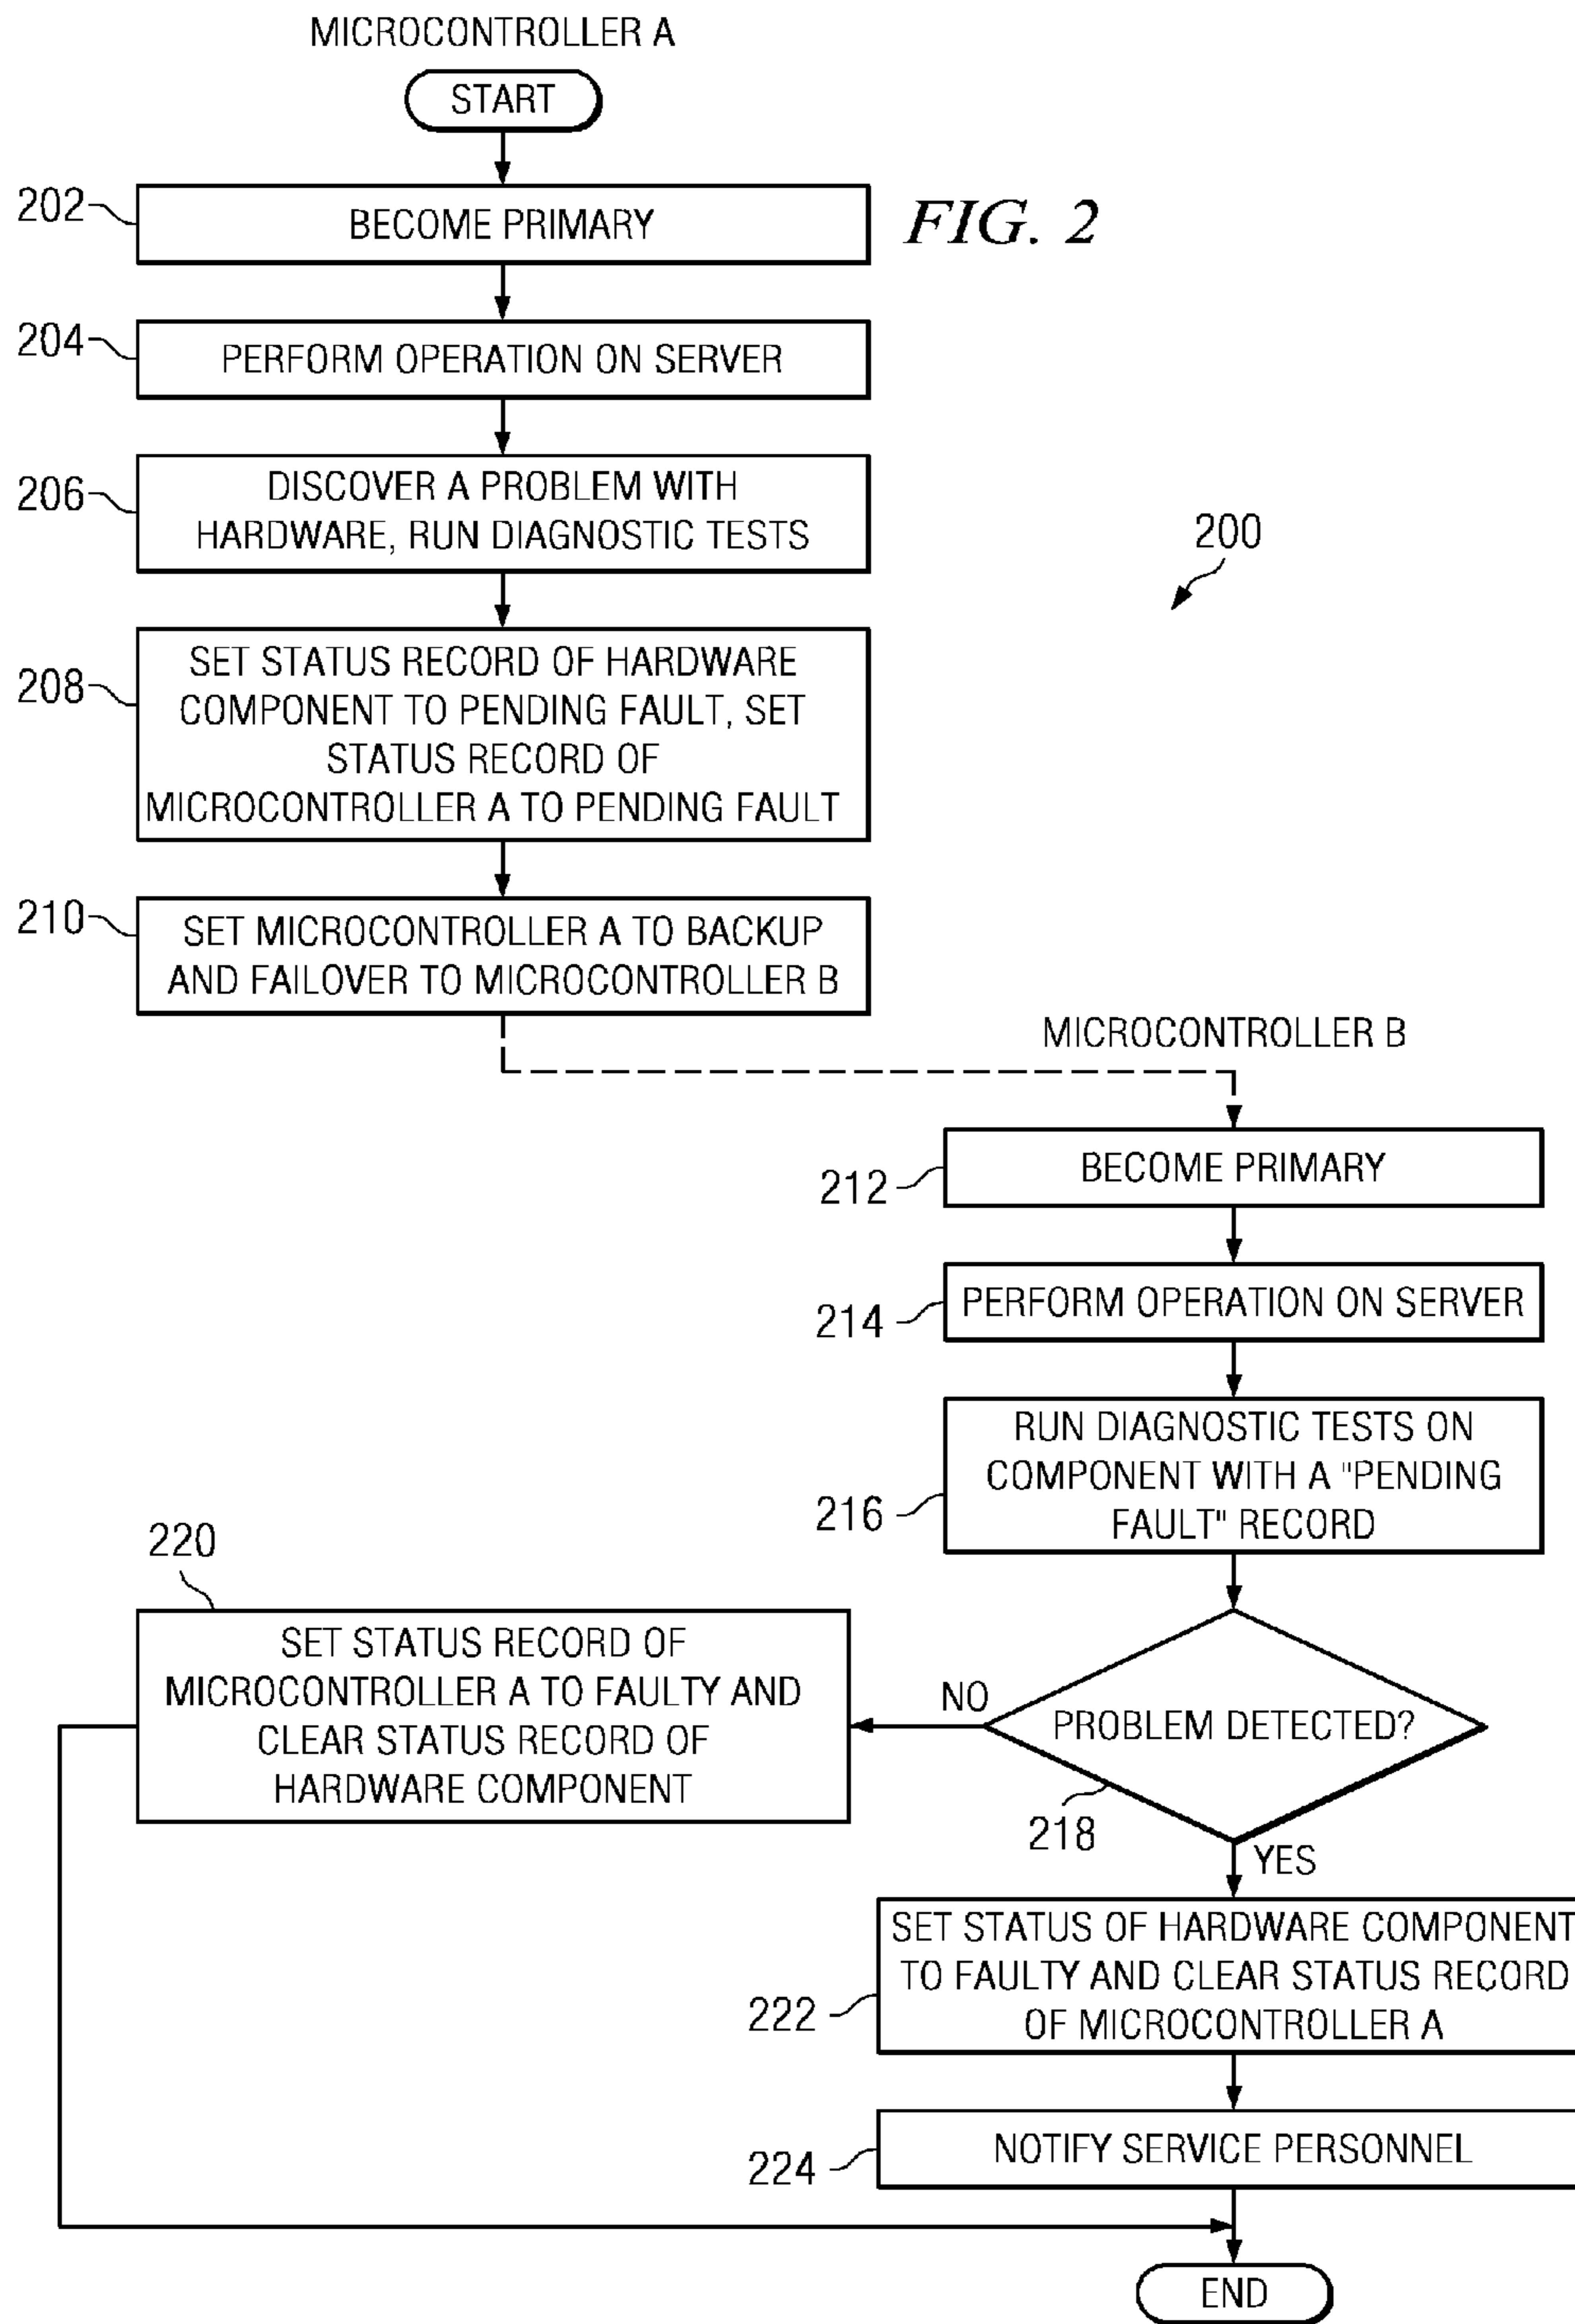 MICROCONTROLLER A
START
202
BECOME PRIMARY
FIG. 2
204
PERFORM OPERATION ON SERVER
206
DISCOVER A PROBLEM WITH
HARDWARE, RUN DIAGNOSTIC TESTS
200
208
SET STATUS RECORD OF HARDWARE
COMPONENT TO PENDING FAULT, SET
STATUS RECORD OF
MICROCONTROLLER A TO PENDING FAULT
210
SET MICROCONTROLLER A TO BACKUP
AND FAILOVER TO MICROCONTROLLER B
MICROCONTROLLER B
212
BECOME PRIMARY
214
PERFORM OPERATION ON SERVER
216
RUN DIAGNOSTIC TESTS ON
COMPONENT WITH A "PENDING
FAULT" RECORD
220
SET STATUS RECORD OF
MICROCONTROLLER A TO FAULTY AND
CLEAR STATUS RECORD OF
HARDWARE COMPONENT
NO
PROBLEM DETECTED?
218
YES
222
SET STATUS OF HARDWARE COMPONENT
TO FAULTY AND CLEAR STATUS RECORD
OF MICROCONTROLLER A
224
NOTIFY SERVICE PERSONNEL
END